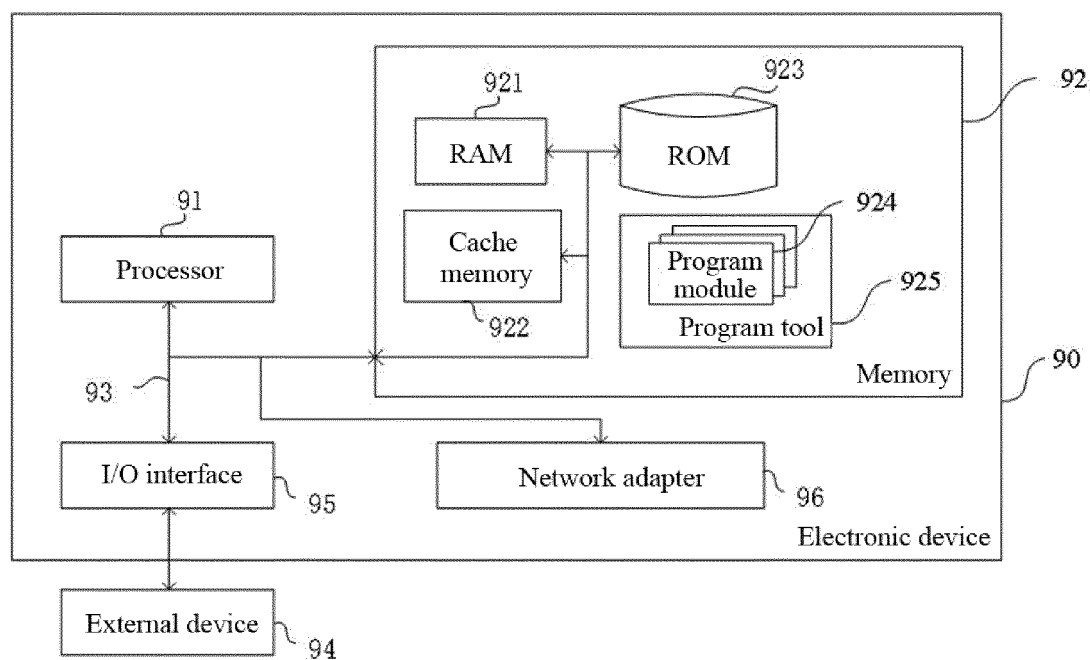 921
923
92
RAM
ROM
91
924
Processor
Cache
memory
Program
module
925
922
Program tool
90
Memory
93
I/O interface
Network adapter
95
96
Electronic device
External device
94